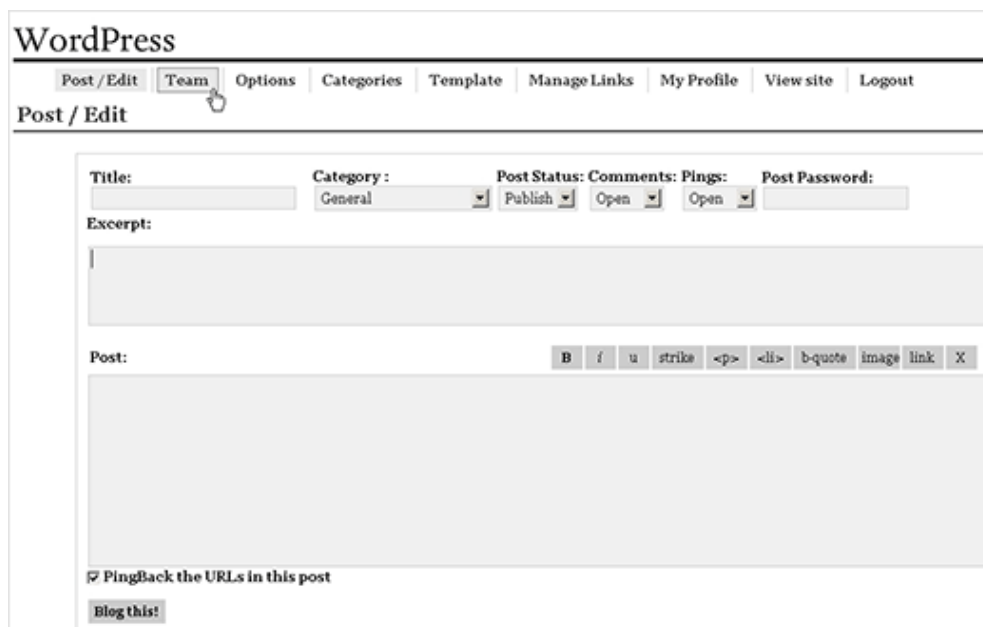 WordPress
Post / Edit Team Options Categories Template Manage Links My Profile View site Logout
Post / Edit
Title: Category : Post Status: Comments: Pings: Post Password:
General Publish Open Open
Excerpt:
Post: B i u strike <p> <li> b-quote image link X
PingBack the URLs in this post
Blog this!